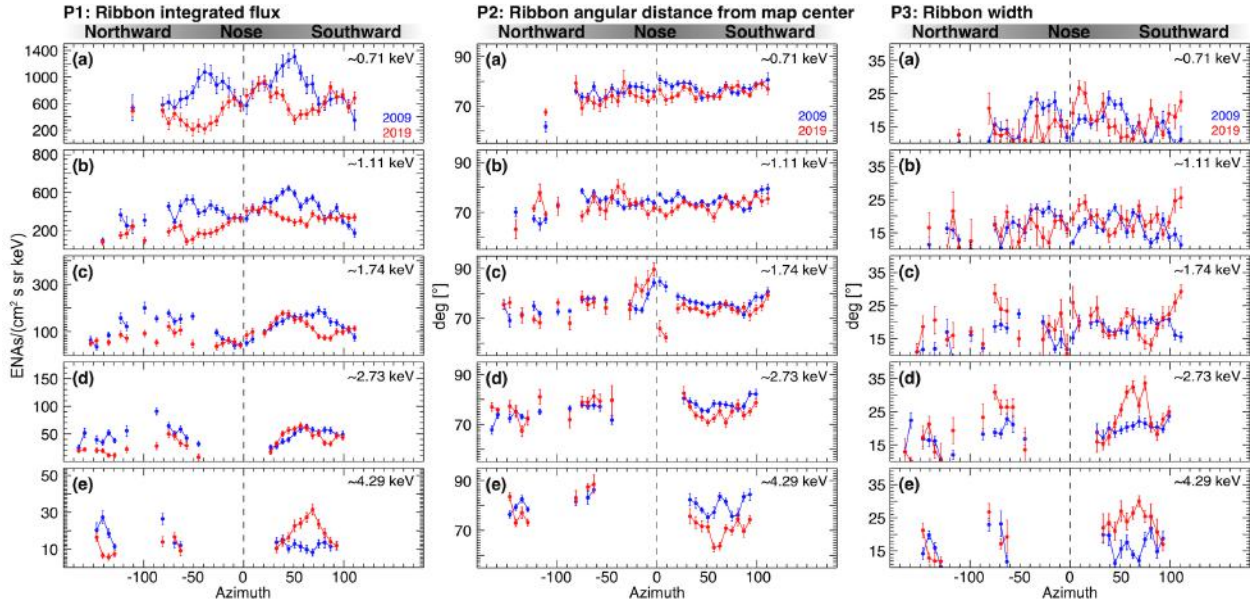 P1: Ribbon integrated flux
P2: Ribbon angular distance from map center
P3: Ribbon width
Northward Nose Southward
Northward Nose Southward
Northward Nose Southward
ENAs/(cm² s sr keV)
1400
1000
600
200
(a)
~0.71 keV
2009
2019
800
600
400
200
(b)
~1.11 keV
400
200
100
(c)
~1.74 keV
150
100
50
(d)
~2.73 keV
50
30
10
(e)
~4.29 keV
-100 -50 0 50 100
Azimuth
deg [°]
90
70
(a)
~0.71 keV
2009
2019
90
70
(b)
~1.11 keV
90
70
(c)
~1.74 keV
90
70
(d)
~2.73 keV
90
70
(e)
~4.29 keV
-100 -50 0 50 100
Azimuth
deg [°]
35
25
15
(a)
~0.71 keV
2009
2019
35
25
15
(b)
~1.11 keV
35
25
15
(c)
~1.74 keV
35
25
15
(d)
~2.73 keV
35
25
15
(e)
~4.29 keV
-100 -50 0 50 100
Azimuth